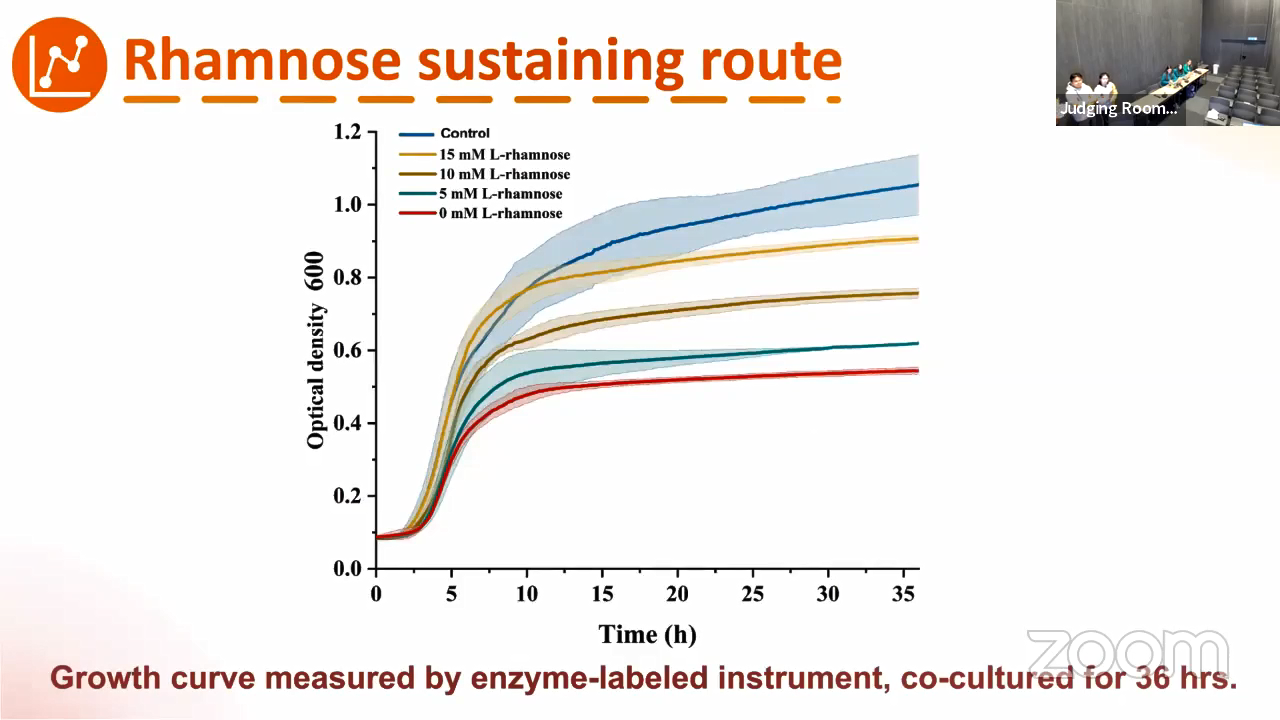 Rhamnose sustaining route
Judging Room...
Control
15 mM L-rhamnose
10 mM L-rhamnose
5 mM L-rhamnose
0 mM L-rhamnose
Optical density 600
1.2
1.0
0.8
0.6
0.4
0.2
0.0
0 5 10 15 20 25 30 35
Time (h)
zoom
Growth curve measured by enzyme-labeled instrument, co-cultured for 36 hrs.